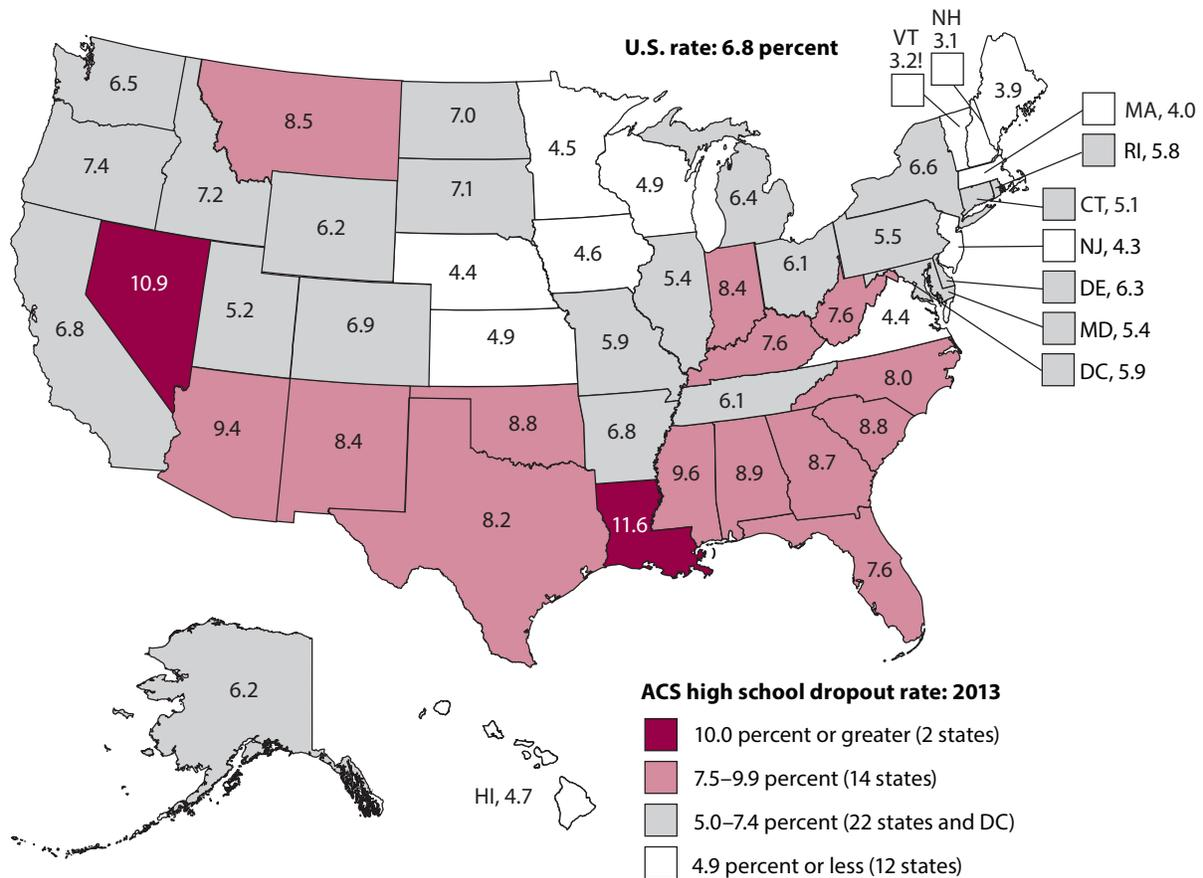 NH
3.1
U.S. rate: 6.8 percent
VT
3.2!
6.5
8.5
7.0
4.5
3.9
MA, 4.0
RI, 5.8
7.4
7.2
7.1
4.9
6.4
6.6
CT, 5.1
6.2
5.5
NJ, 4.3
10.9
4.4
4.6
5.4
8.4
6.1
DE, 6.3
6.8
5.2
6.9
4.9
5.9
7.6
7.6
4.4
MD, 5.4
DC, 5.9
9.4
8.4
8.8
6.8
6.1
8.0
8.8
8.2
11.6
9.6
8.9
8.7
7.6
6.2
HI, 4.7
ACS high school dropout rate: 2013
10.0 percent or greater (2 states)
7.5–9.9 percent (14 states)
5.0–7.4 percent (22 states and DC)
4.9 percent or less (12 states)